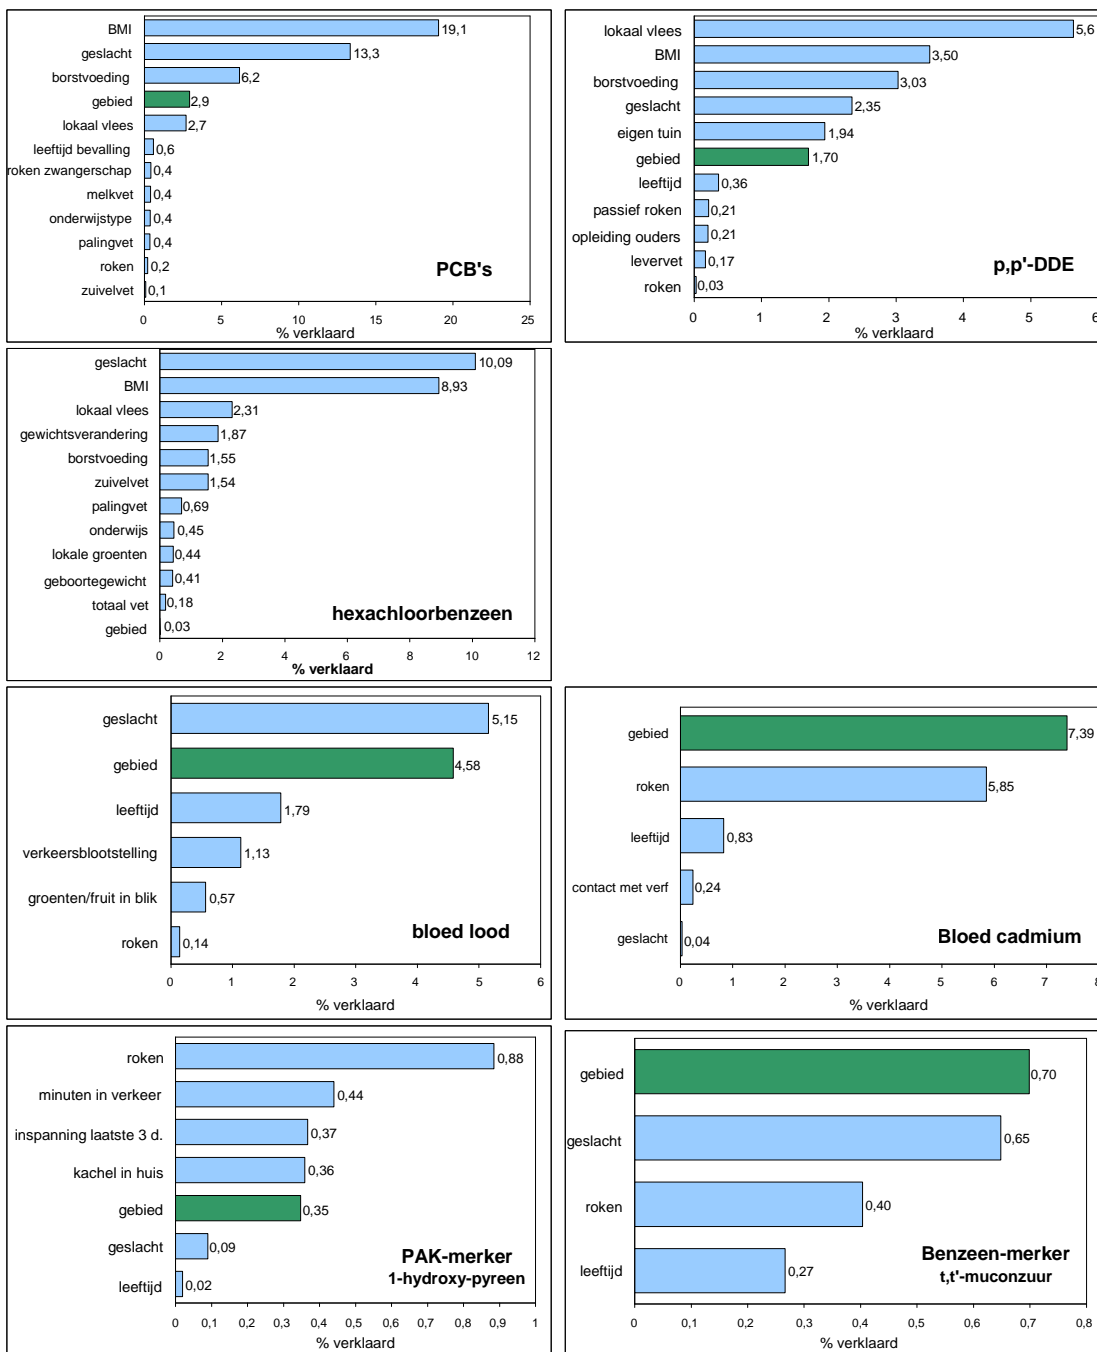 BMI 19,1
geslacht 13,3
borstvoeding 6,2
gebied 2,9
lokaal vlees 2,7
leeftijd bevalling 0,6
roken zwangerschap 0,4
melkvet 0,4
onderwijstype 0,4
palingvet 0,4
roken 0,2
zuivelvet 0,1
PCB's
0 5 10 15 20 25
% verklaard
lokaal vlees 5,6
BMI 3,50
borstvoeding 3,03
geslacht 2,35
eigen tuin 1,94
gebied 1,70
leeftijd 0,36
passief roken 0,21
opleiding ouders 0,21
levervet 0,17
roken 0,03
p,p'-DDE
0 1 2 3 4 5 6
% verklaard
geslacht 10,09
BMI 8,93
lokaal vlees 2,31
gewichtsverandering 1,87
borstvoeding 1,55
zuivelvet 1,54
palingvet 0,69
onderwijs 0,45
lokale groenten 0,44
geboortegewicht 0,41
totaal vet 0,18
gebied 0,03
hexachloorbenzeen
0 2 4 6 8 10 12
% verklaard
geslacht 5,15
gebied 4,58
leeftijd 1,79
verkeersblootstelling 1,13
groenten/fruit in blik 0,57
roken 0,14
bloed lood
0 1 2 3 4 5 6
% verklaard
gebied 7,39
roken 5,85
leeftijd 0,83
contact met verf 0,24
geslacht 0,04
Bloed cadmium
0 1 2 3 4 5 6 7 8
% verklaard
roken 0,88
minuten in verkeer 0,44
inspanning laatste 3 d. 0,37
kachel in huis 0,36
gebied 0,35
geslacht 0,09
leeftijd 0,02
PAK-merker
1-hydroxy-pyreen
0 0,1 0,2 0,3 0,4 0,5 0,6 0,7 0,8 0,9 1
% verklaard
gebied 0,70
geslacht 0,65
roken 0,40
leeftijd 0,27
Benzeen-merker
t,t'-muconzuur
0 0,1 0,2 0,3 0,4 0,5 0,6 0,7 0,8
% verklaard